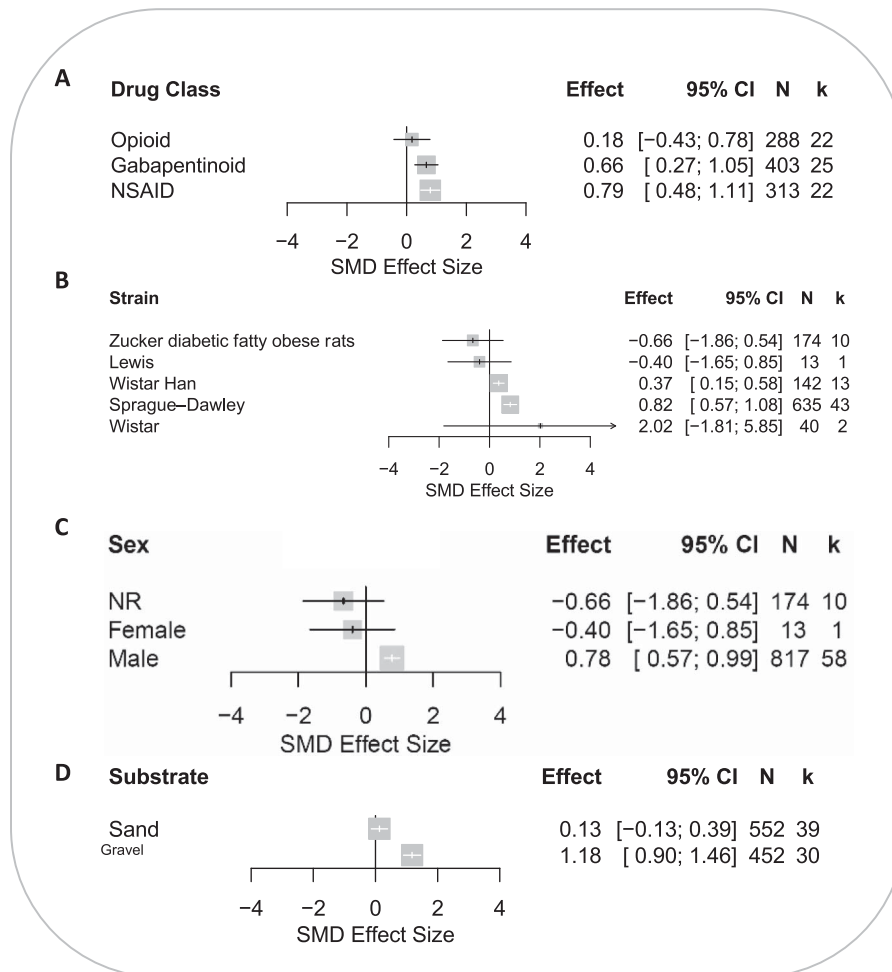 A
Drug Class Effect 95% CI N k
Opioid 0.18 [−0.43; 0.78] 288 22
Gabapentinoid 0.66 [ 0.27; 1.05] 403 25
NSAID 0.79 [ 0.48; 1.11] 313 22
−4 −2 0 2 4
SMD Effect Size
B
Strain Effect 95% CI N k
Zucker diabetic fatty obese rats −0.66 [−1.86; 0.54] 174 10
Lewis −0.40 [−1.65; 0.85] 13 1
Wistar Han 0.37 [ 0.15; 0.58] 142 13
Sprague–Dawley 0.82 [ 0.57; 1.08] 635 43
Wistar 2.02 [−1.81; 5.85] 40 2
−4 −2 0 2 4
SMD Effect Size
C
Sex Effect 95% CI N k
NR −0.66 [−1.86; 0.54] 174 10
Female −0.40 [−1.65; 0.85] 13 1
Male 0.78 [ 0.57; 0.99] 817 58
−4 −2 0 2 4
SMD Effect Size
D
Substrate Effect 95% CI N k
Sand 0.13 [−0.13; 0.39] 552 39
Gravel 1.18 [ 0.90; 1.46] 452 30
−4 −2 0 2 4
SMD Effect Size